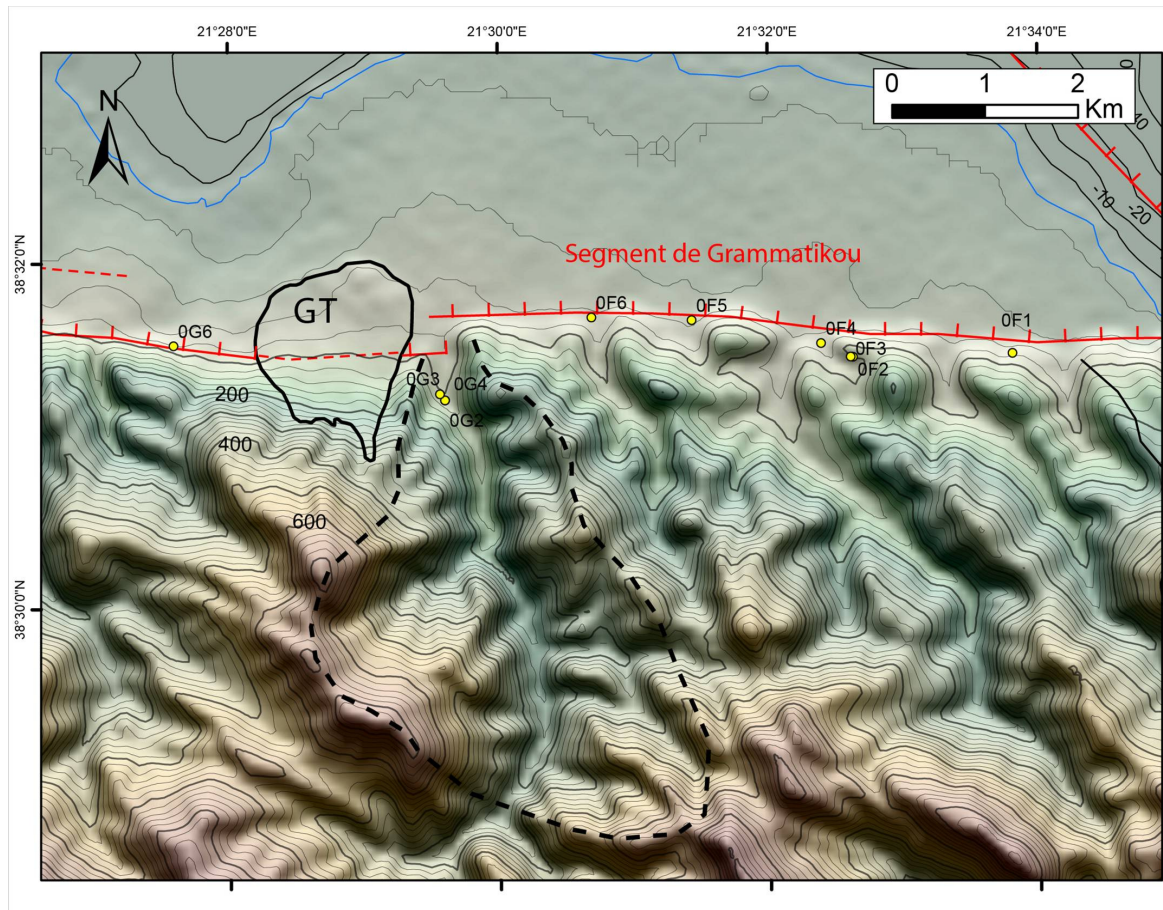 21°28'0"E
21°30'0"E
21°32'0"E
21°34'0"E
0 1 2
Km
N
0
-40
-10
-20
38°32'0"N
Segment de Grammatikou
GT
0G6
0F6
0F5
0F4
0F3
0F2
0F1
0G3
0G4
0G2
200
400
600
38°30'0"N